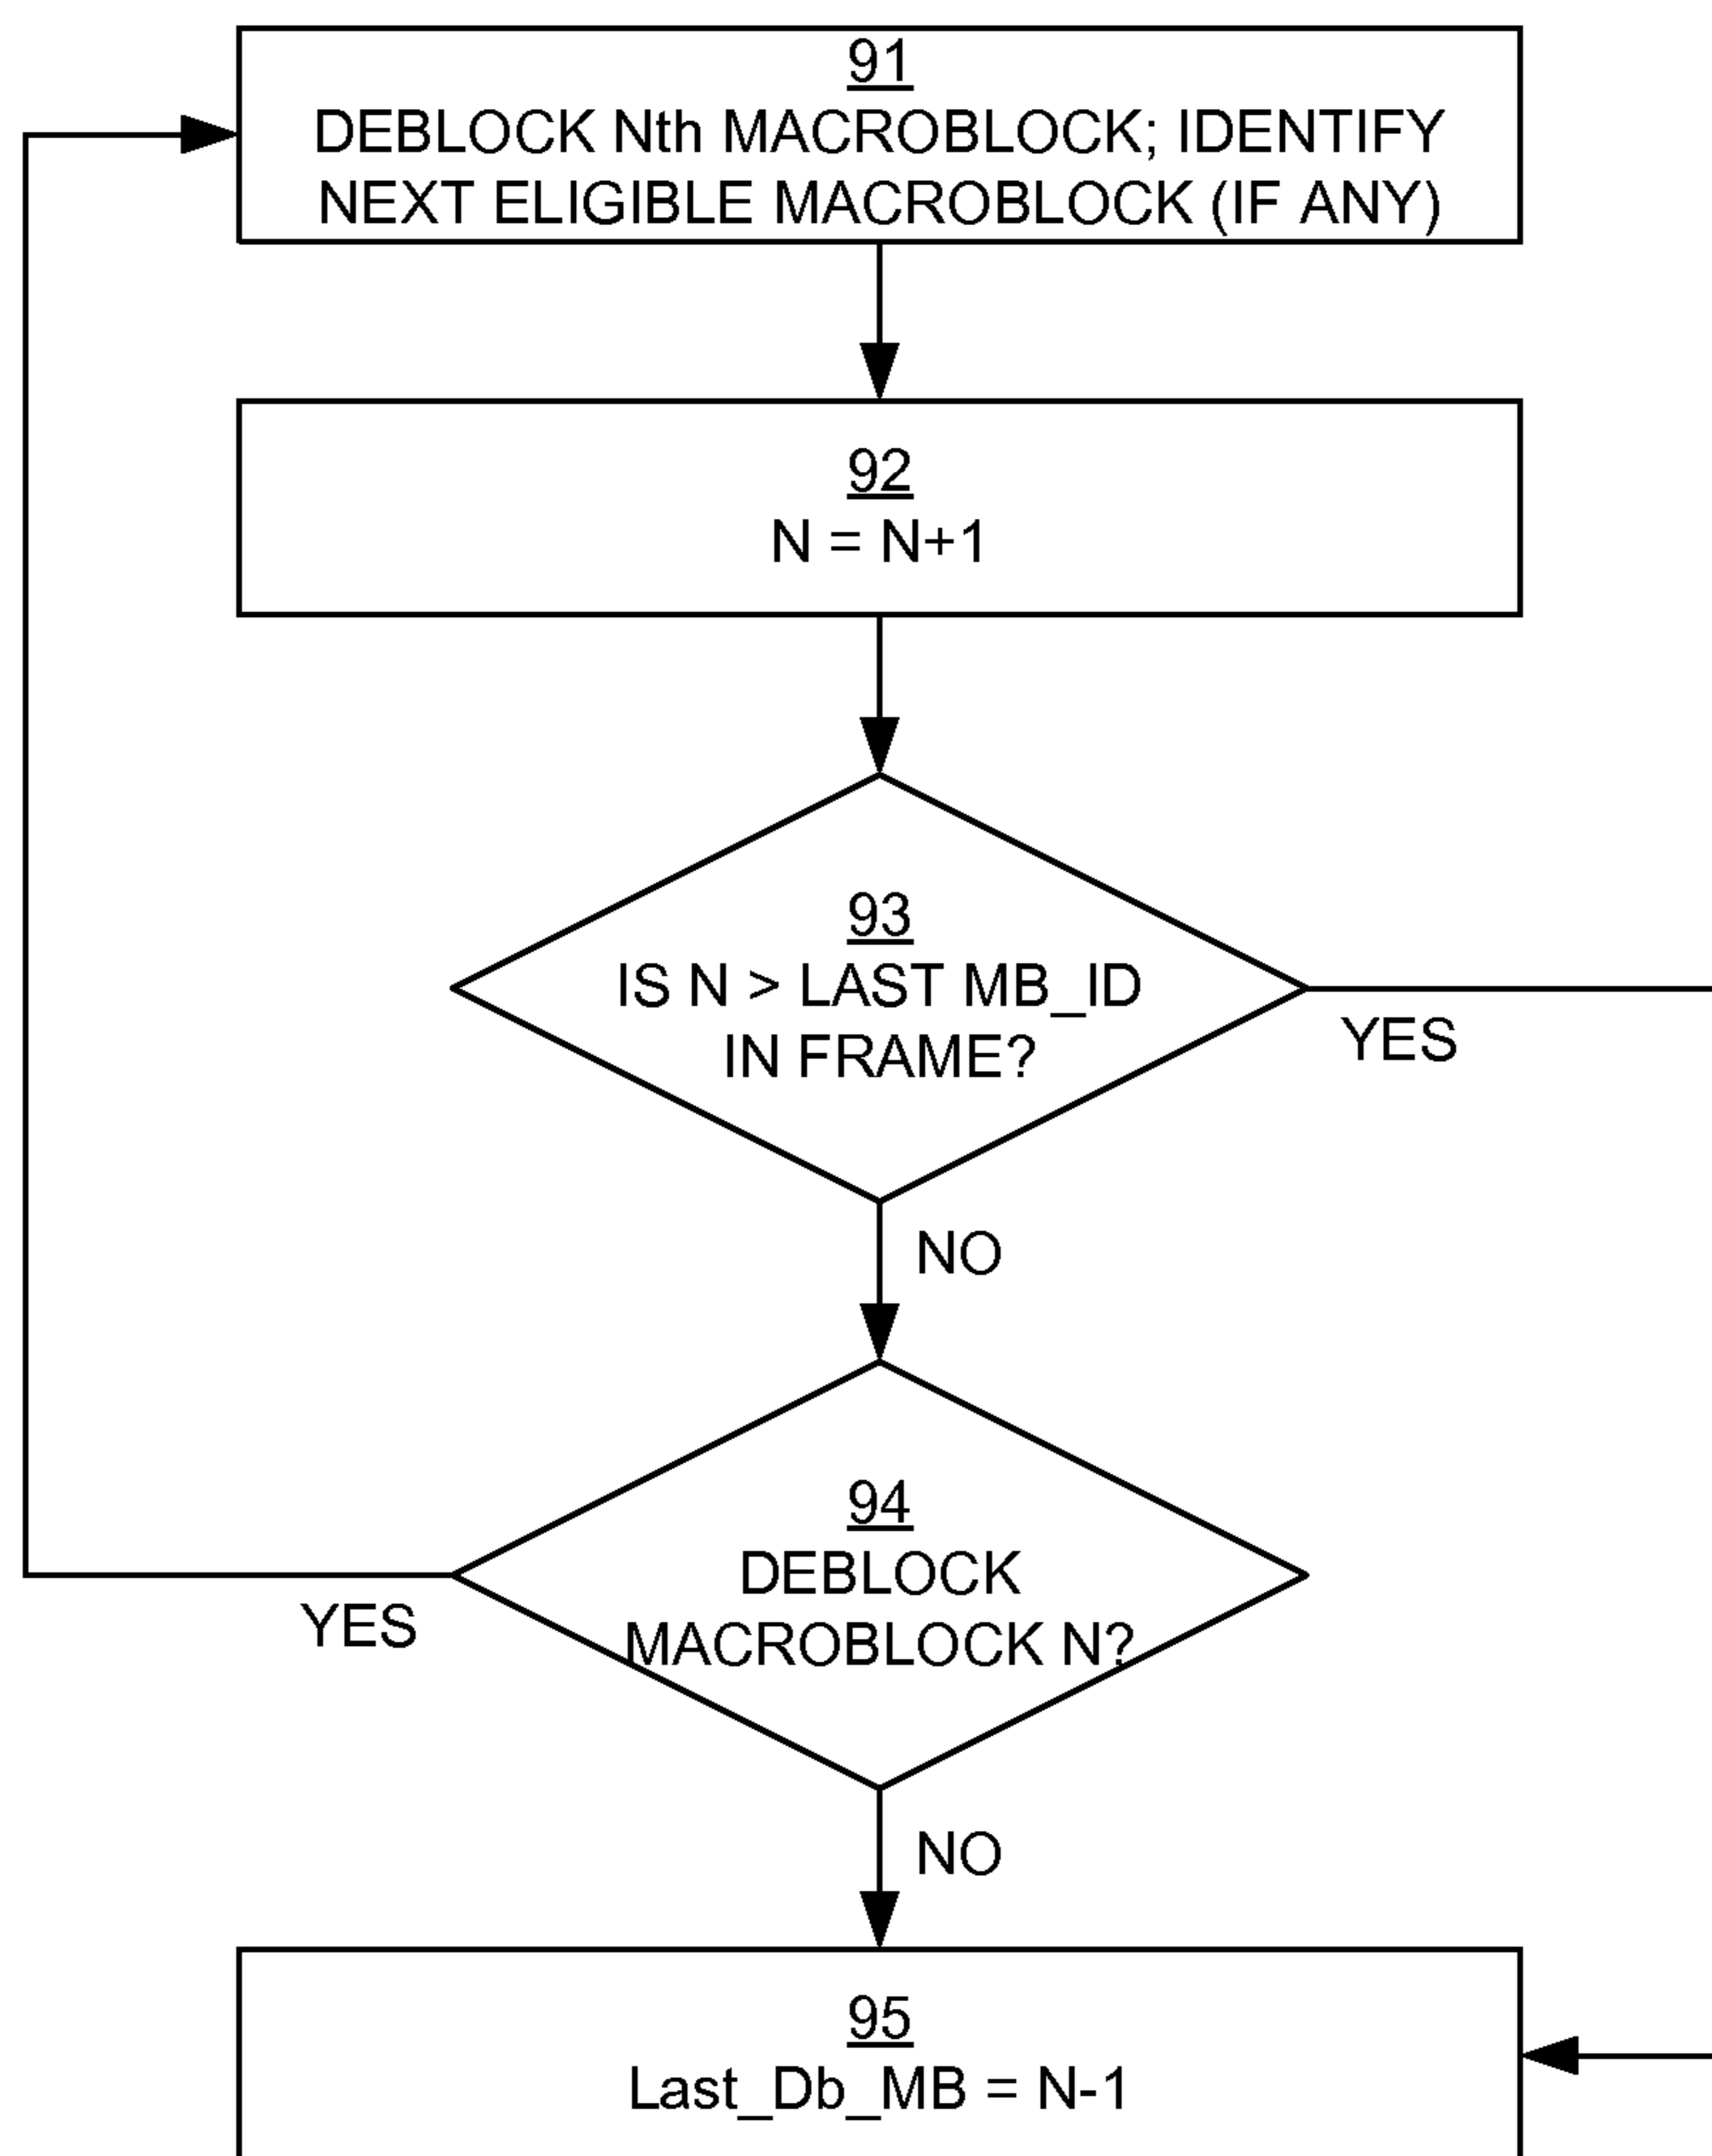 91
DEBLOCK Nth MACROBLOCK; IDENTIFY
NEXT ELIGIBLE MACROBLOCK (IF ANY)
92
N = N+1
93
IS N > LAST MB_ID
IN FRAME?
YES
NO
94
DEBLOCK
MACROBLOCK N?
YES
NO
95
Last_Db_MB = N-1